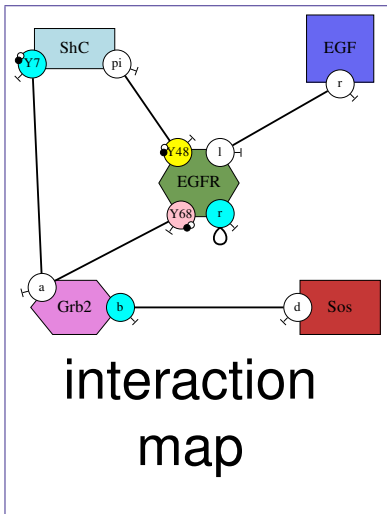 ShC
EGF
Y7
pi
r
Y48
l
EGFR
Y68
r
a
Grb2
b
d
Sos
interaction
map